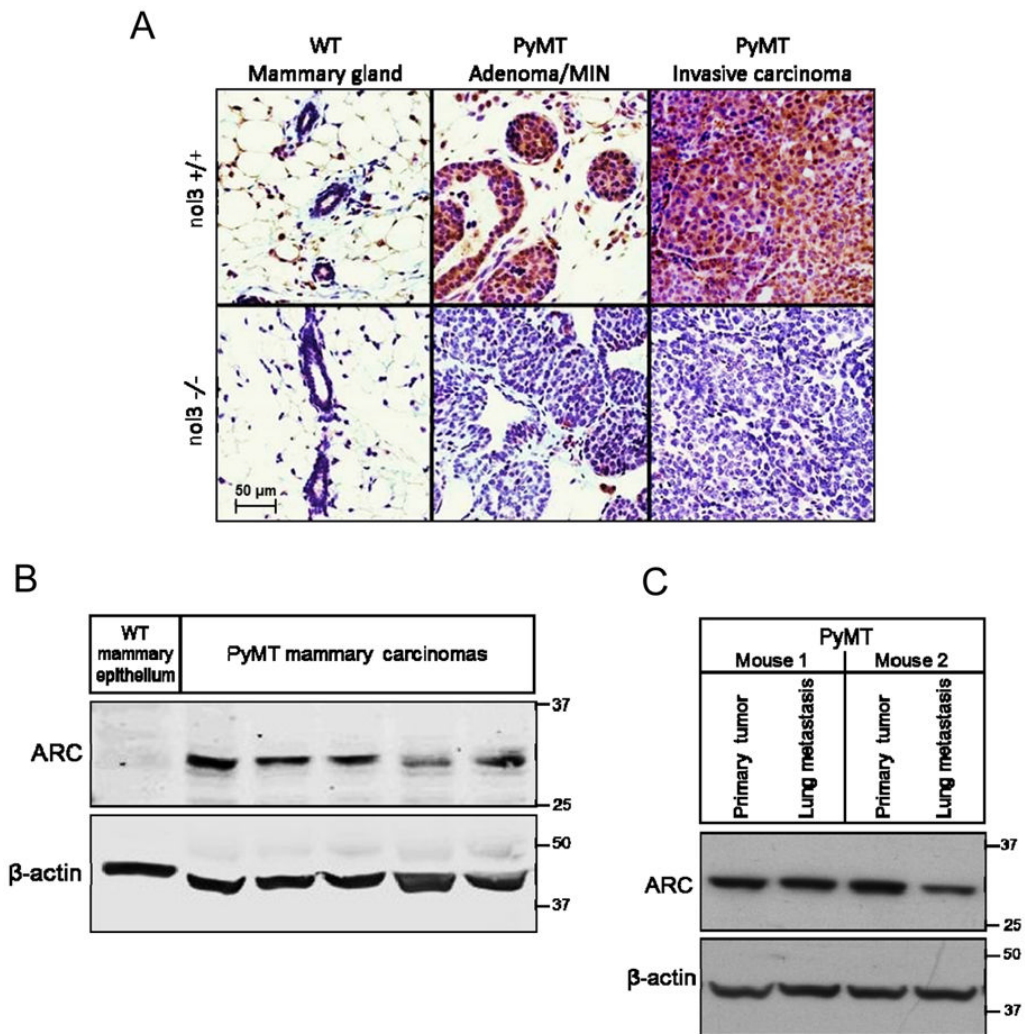 A
WT
Mammary gland
PyMT
Adenoma/MIN
PyMT
Invasive carcinoma
nol3 +/+
nol3 -/-
50 µm
B
WT
mammary
epithelium
PyMT mammary carcinomas
ARC
37
25
β-actin
50
37
C
PyMT
Mouse 1
Mouse 2
Primary tumor
Lung metastasis
Primary tumor
Lung metastasis
ARC
37
25
β-actin
50
37